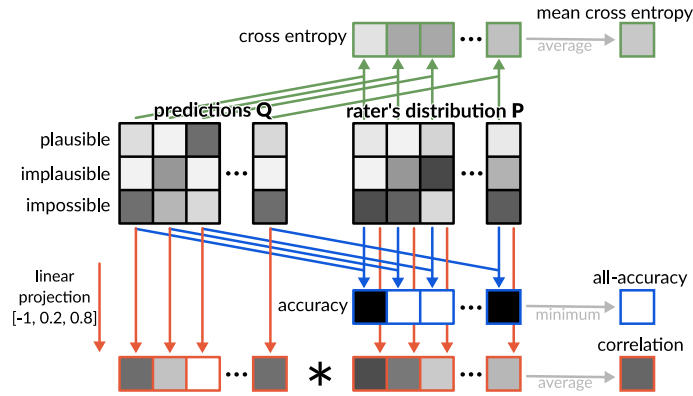 mean cross entropy
cross entropy
average
predictions Q
rater's distribution P
plausible
implausible
impossible
linear
projection
[-1, 0.2, 0.8]
accuracy
minimum
all-accuracy
correlation
*
average